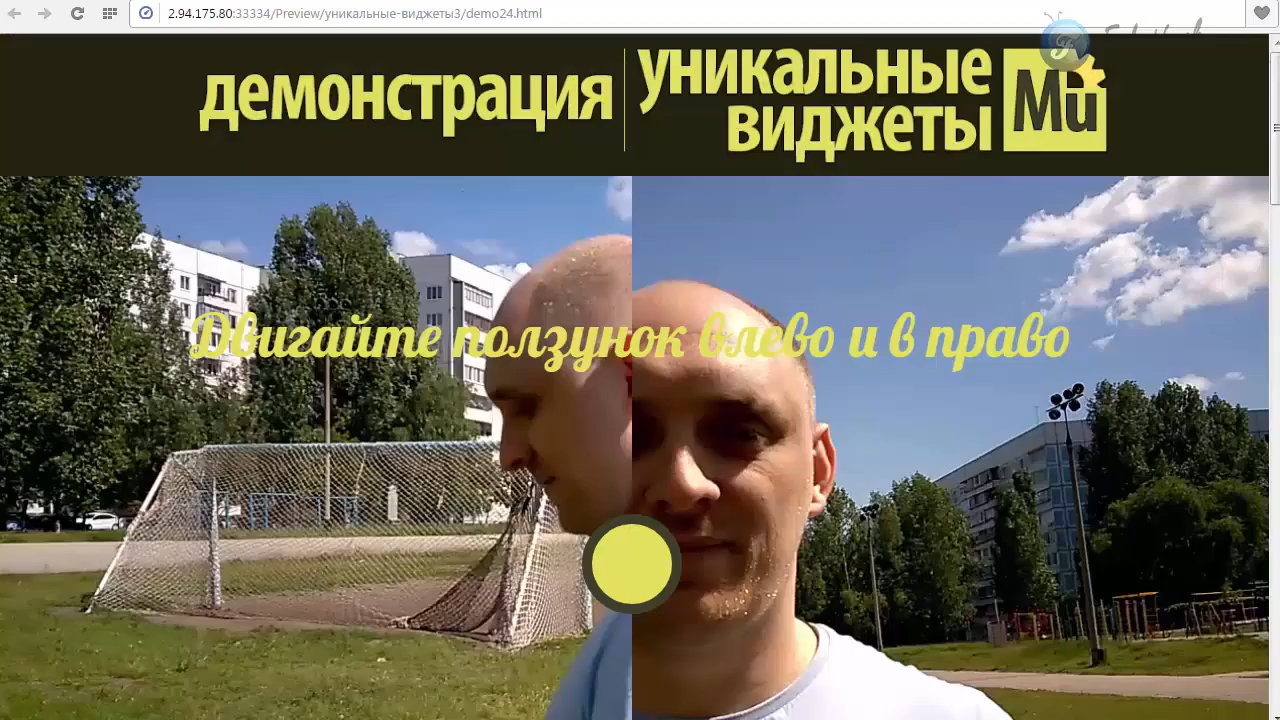 2.94.175.80:33334/Preview/уникальные-виджеты3/demo24.html
демонстрация
уникальные
виджеты
Mu
Двигайте ползунок влево и в право